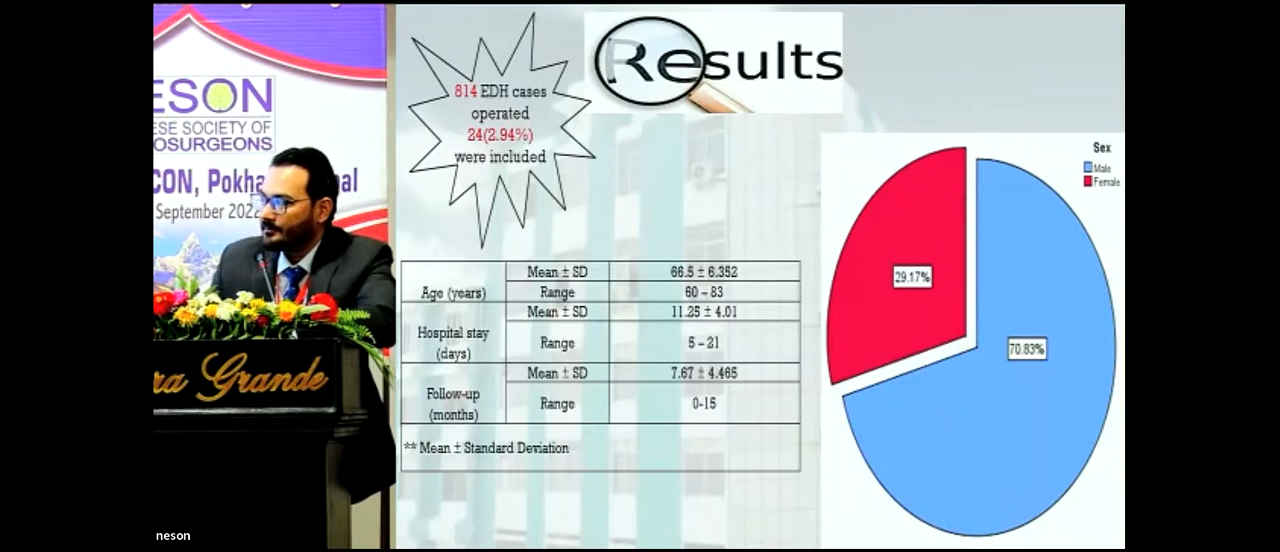 ESON
ESE SOCIETY OF
OSURGEONS
CON, Pokha al
September 2022
ra Grande
neson
814 EDH cases
operated
24(2.94%)
were included
Results
Age (years) Mean ± SD 66.5 ± 6.352
Range 60 – 83
Hospital stay (days) Mean ± SD 11.25 ± 4.01
Range 5 – 21
Follow-up (months) Mean ± SD 7.67 ± 4.465
Range 0-15
** Mean ± Standard Deviation
Sex
Male
Female
29.17%
70.83%